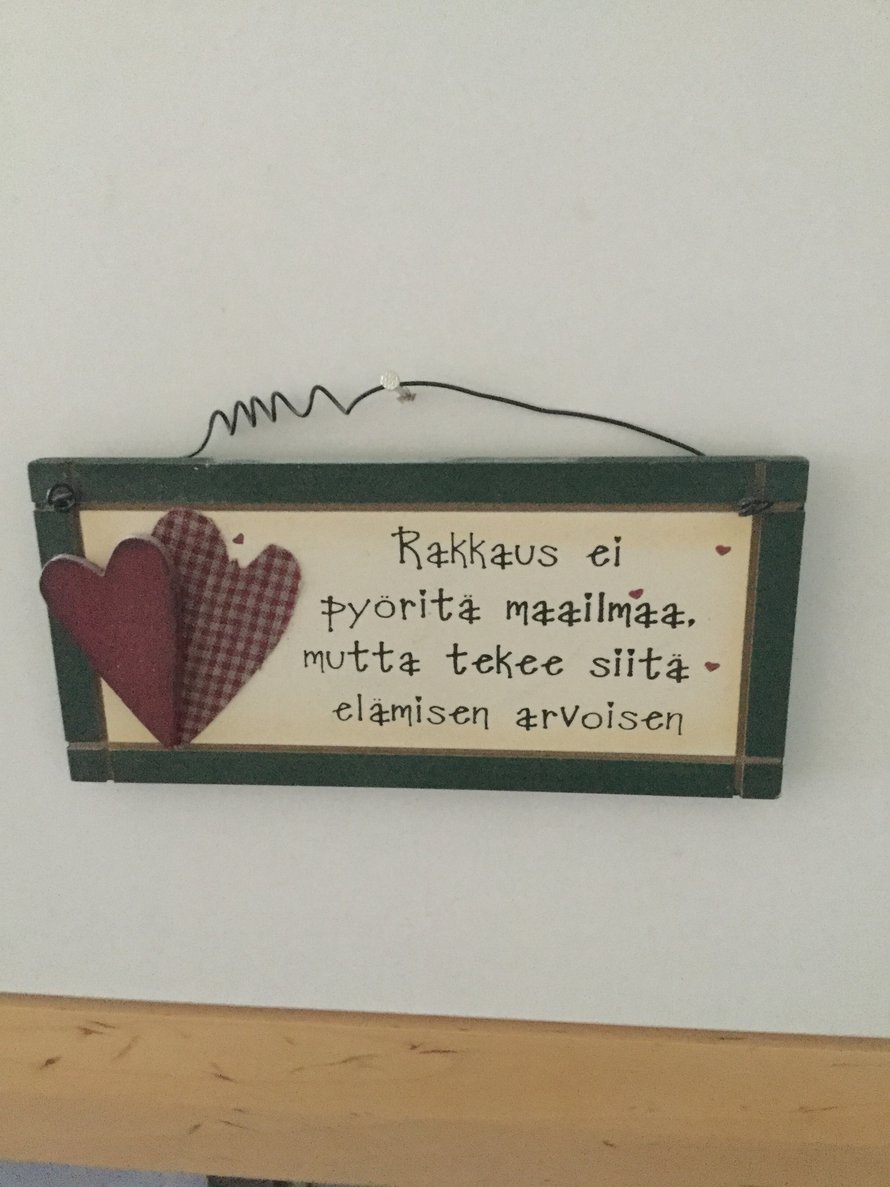 Rakkaus ei
pyöritä maailmaa,
mutta tekee siitä
elämisen arvoisen